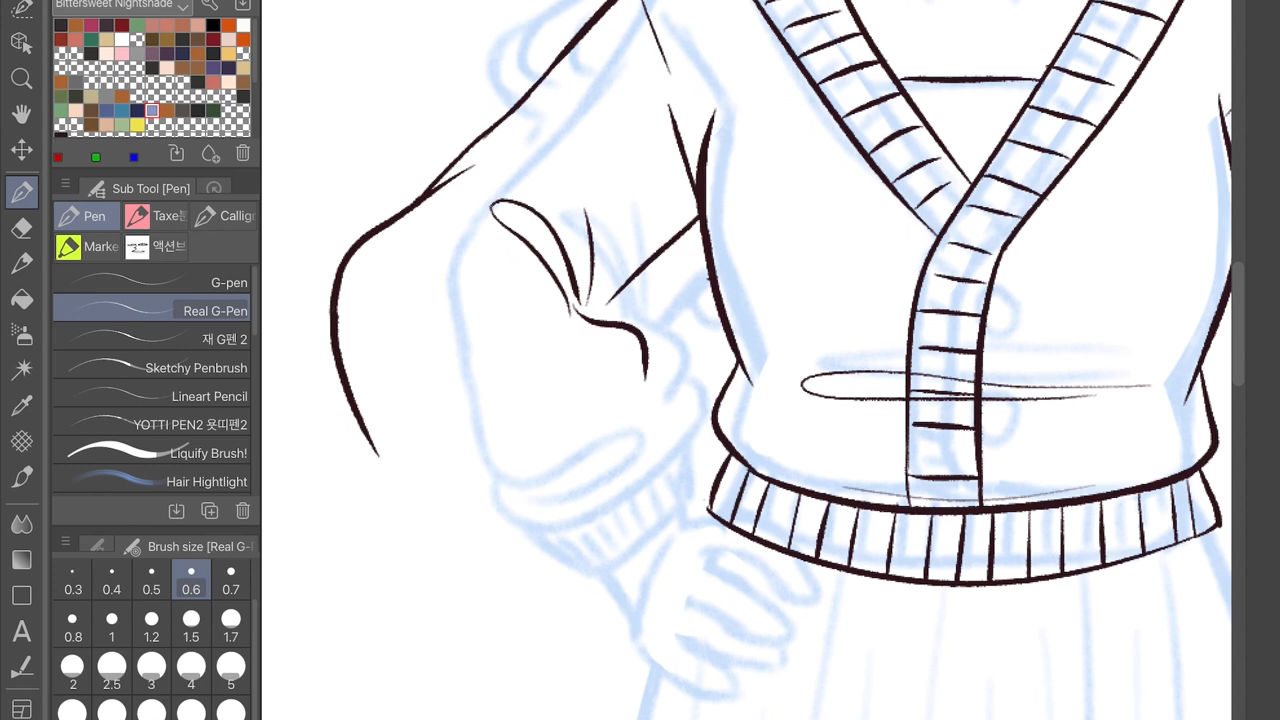 Bittersweet Nightshade
Sub Tool [Pen]
Pen
Taxe
Callig
Marke
액션브
G-pen
Real G-Pen
재 G펜 2
Sketchy Penbrush
Lineart Pencil
YOTTI PEN2 욧띠펜2
Liquify Brush!
Hair Hightlight
Brush size [Real G-
0.3 0.4 0.5 0.6 0.7
0.8 1 1.2 1.5 1.7
2 2.5 3 4 5